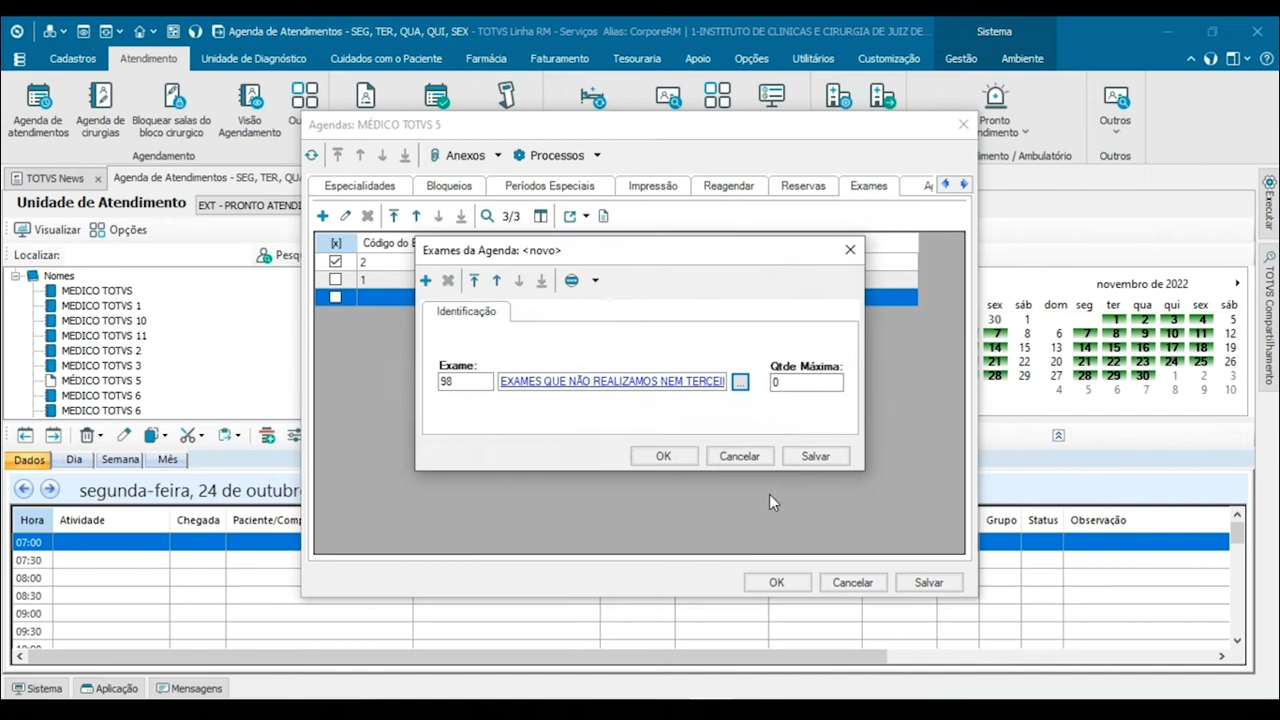 Agenda de Atendimentos - SEG, TER, QUA, QUI, SEX - TOTVS Linha RM - Serviços Alias: CorporeRM | 1-INSTITUTO DE CLINICAS E CIRURGIA DE JUIZ DE...
Sistema
Cadastros Atendimento Unidade de Diagnóstico Cuidados com o Paciente Farmácia Faturamento Tesouraria Apoio Opções Utilitários Customização Gestão Ambiente
Agenda de atendimentos
Agenda de cirurgias
Bloquear salas do bloco cirurgico
Visão Agendamento
Ou
Pronto
ndimento
Outros
Agendamento
imento / Ambulatório
Outros
Agendas: MÉDICO TOTVS 5
Anexos Processos
TOTVS News
Agenda de Atendimentos - SEG, TER, QUA
Especialidades Bloqueios Períodos Especiais Impressão Reagendar Reservas Exames
Unidade de Atendimento EXT - PRONTO ATENDI
3/3
Executar
Visualizar Opções
[x] Código do E
Exames da Agenda: <novo>
Localizar: Pesq
2
1
TOTVS Compartilhamento
Nomes
MEDICO TOTVS
MEDICO TOTVS 1
MEDICO TOTVS 10
MEDICO TOTVS 11
MEDICO TOTVS 2
MEDICO TOTVS 3
MÉDICO TOTVS 5
MEDICO TOTVS 6
MEDICO TOTVS 6
Identificação
Exame: Qtde Máxima:
98 EXAMES QUE NÃO REALIZAMOS NEM TERCEII ... 0
OK Cancelar Salvar
novembro de 2022
sex sáb dom seg ter qua qui sex sáb
30 1 1 2 3 4 5
7 8 6 7 8 9 10 11 12
14 15 13 14 15 16 17 18 19
21 22 20 21 22 23 24 25 26
28 29 27 28 29 30 1 2 3
4 5 6 7 8 9 10
Dados Dia Semana Mês
segunda-feira, 24 de outubr
Hora Atividade Chegada Paciente/Comp Grupo Status Observação
07:00
07:30
08:00
08:30
09:00
09:30
OK Cancelar Salvar
Sistema Aplicação Mensagens